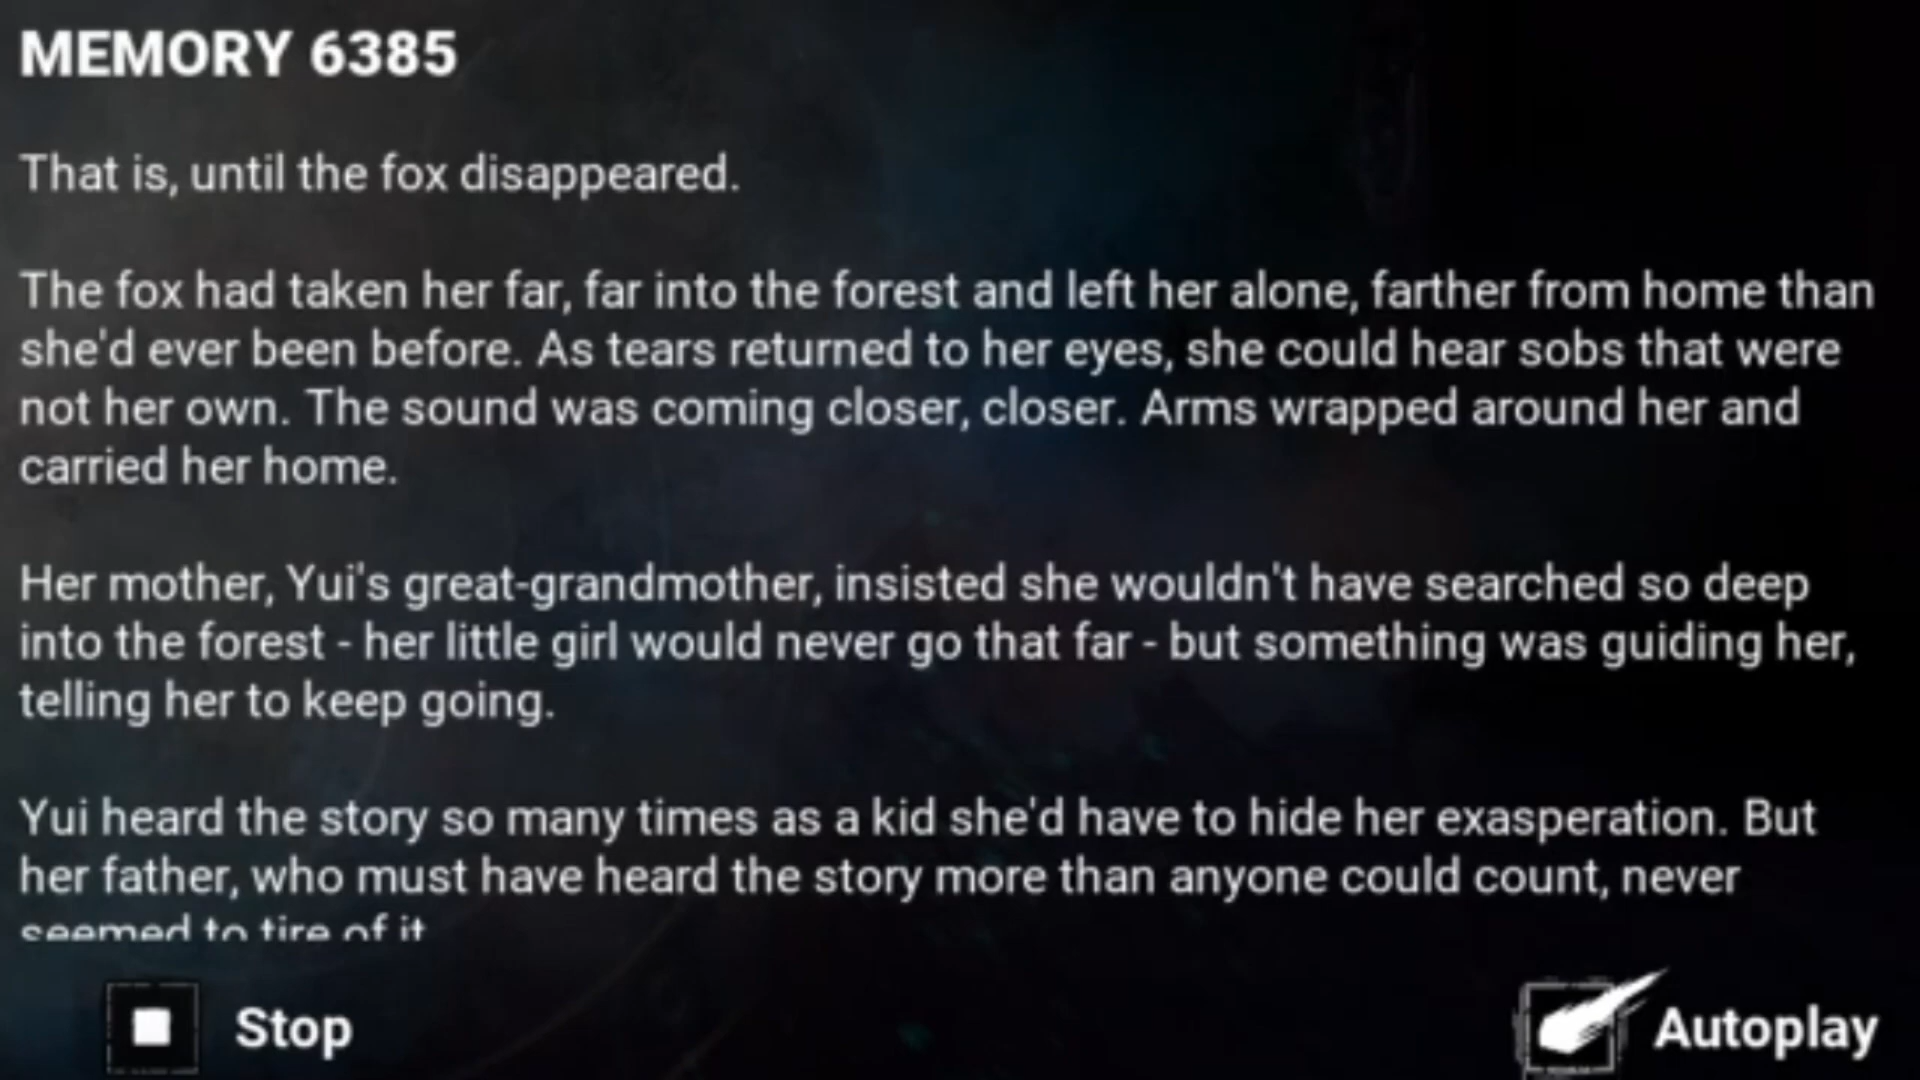 MEMORY 6385
That is, until the fox disappeared.
The fox had taken her far, far into the forest and left her alone, farther from home than
she'd ever been before. As tears returned to her eyes, she could hear sobs that were
not her own. The sound was coming closer, closer. Arms wrapped around her and
carried her home.
Her mother, Yui's great-grandmother, insisted she wouldn't have searched so deep
into the forest - her little girl would never go that far - but something was guiding her,
telling her to keep going.
Yui heard the story so many times as a kid she'd have to hide her exasperation. But
her father, who must have heard the story more than anyone could count, never
seemed to tire of it
Stop
Autoplay